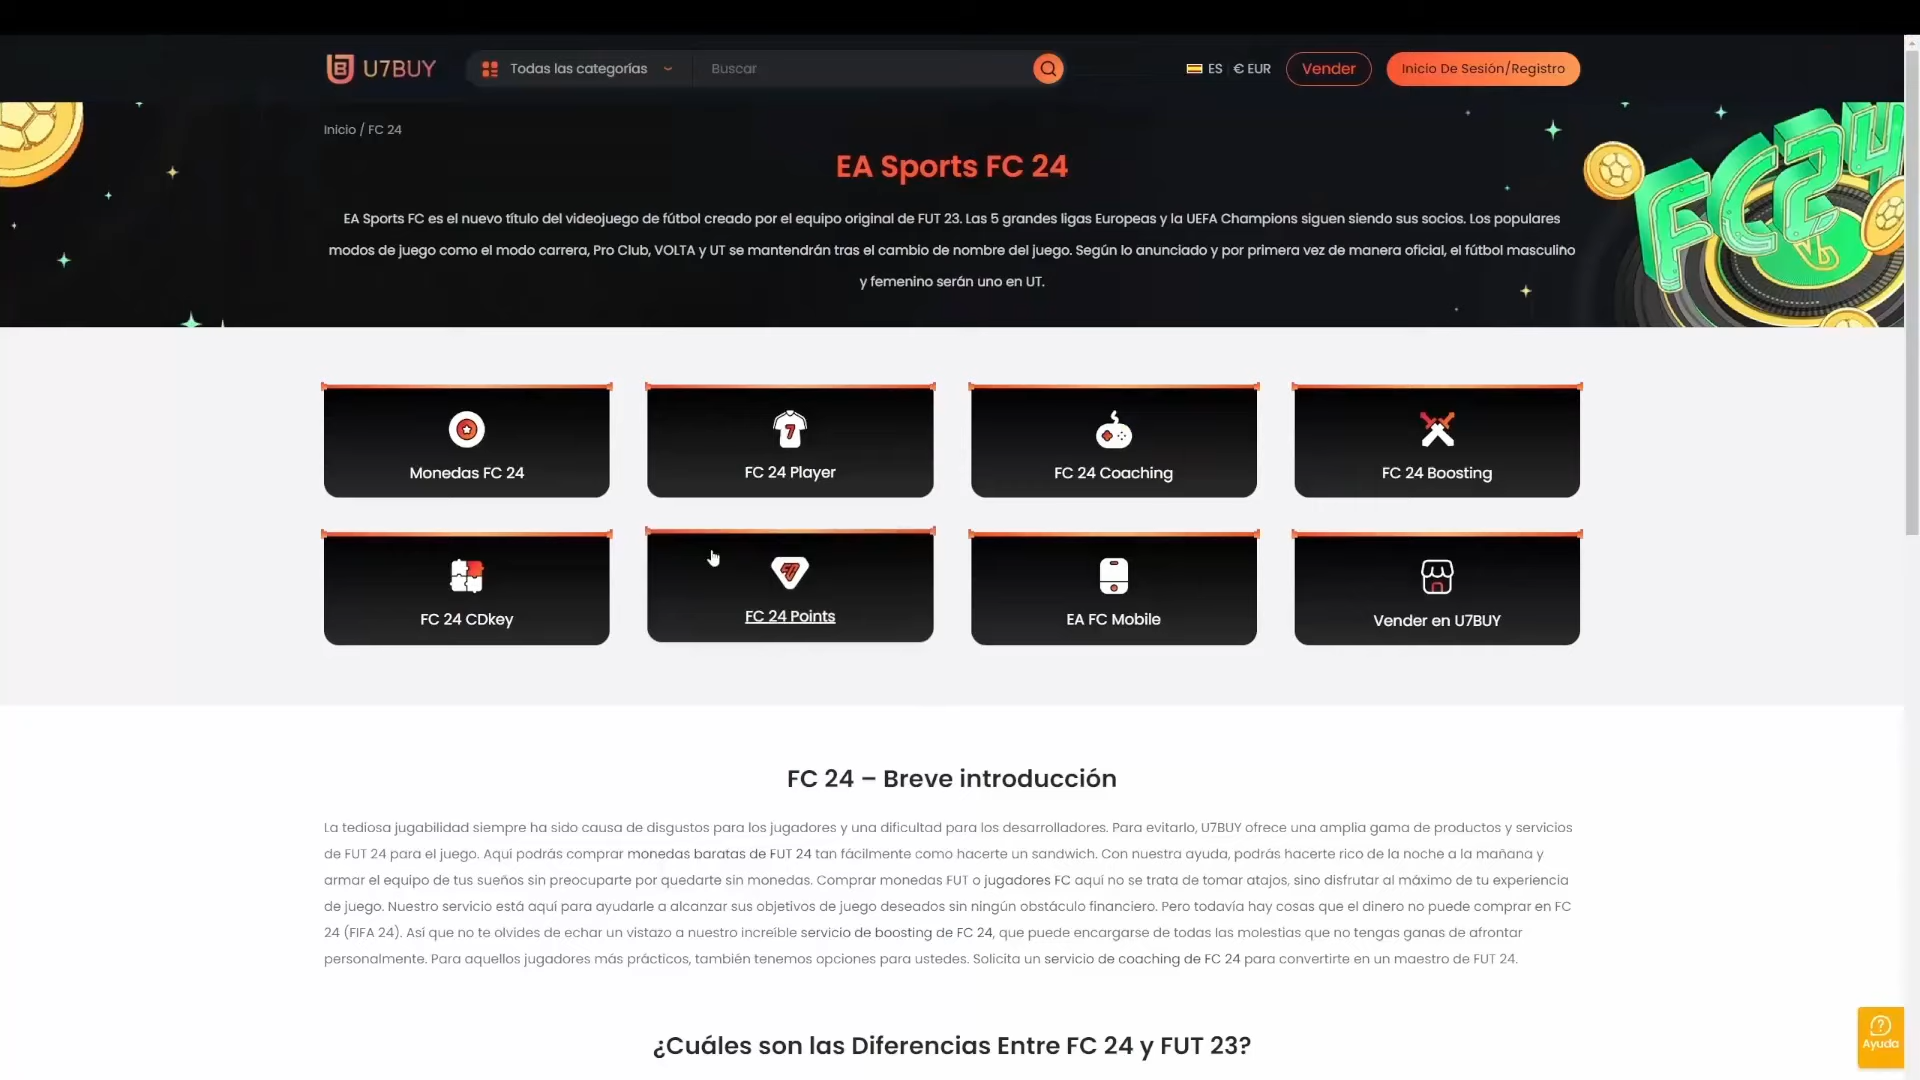 U7BUY
Todas las categorías
Buscar
ES
€ EUR
Vender
Inicio De Sesión/Registro
Inicio / FC 24
EA Sports FC 24
EA Sports FC es el nuevo título del videojuego de fútbol creado por el equipo original de FUT 23. Las 5 grandes ligas Europeas y la UEFA Champions siguen siendo sus socios. Los populares
modos de juego como el modo carrera, Pro Club, VOLTA y UT se mantendrán tras el cambio de nombre del juego. Según lo anunciado y por primera vez de manera oficial, el fútbol masculino
y femenino serán uno en UT.
FC24
Monedas FC 24
7
FC 24 Player
FC 24 Coaching
FC 24 Boosting
FC 24 CDkey
FC 24 Points
EA FC Mobile
Vender en U7BUY
FC 24 – Breve introducción
La tediosa jugabilidad siempre ha sido causa de disgustos para los jugadores y una dificultad para los desarrolladores. Para evitarlo, U7BUY ofrece una amplia gama de productos y servicios
de FUT 24 para el juego. Aquí podrás comprar monedas baratas de FUT 24 tan fácilmente como hacerte un sandwich. Con nuestra ayuda, podrás hacerte rico de la noche a la mañana y
armar el equipo de tus sueños sin preocuparte por quedarte sin monedas. Comprar monedas FUT o jugadores FC aquí no se trata de tomar atajos, sino disfrutar al máximo de tu experiencia
de juego. Nuestro servicio está aquí para ayudarle a alcanzar sus objetivos de juego deseados sin ningún obstáculo financiero. Pero todavía hay cosas que el dinero no puede comprar en FC
24 (FIFA 24). Así que no te olvides de echar un vistazo a nuestro increíble servicio de boosting de FC 24, que puede encargarse de todas las molestias que no tengas ganas de afrontar
personalmente. Para aquellos jugadores más prácticos, también tenemos opciones para ustedes. Solicita un servicio de coaching de FC 24 para convertirte en un maestro de FUT 24.
¿Cuáles son las Diferencias Entre FC 24 y FUT 23?
Ayuda